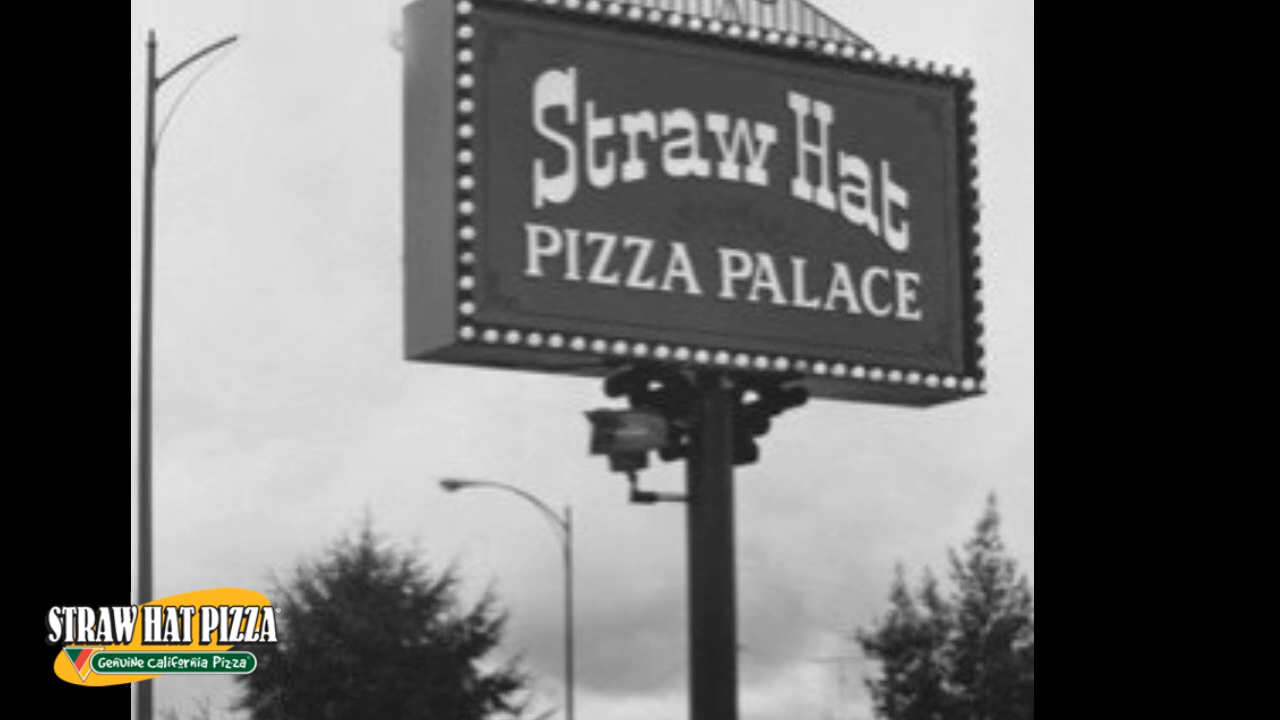 Straw Hat
PIZZA PALACE
STRAW HAT PIZZA®
Genuine California Pizza®